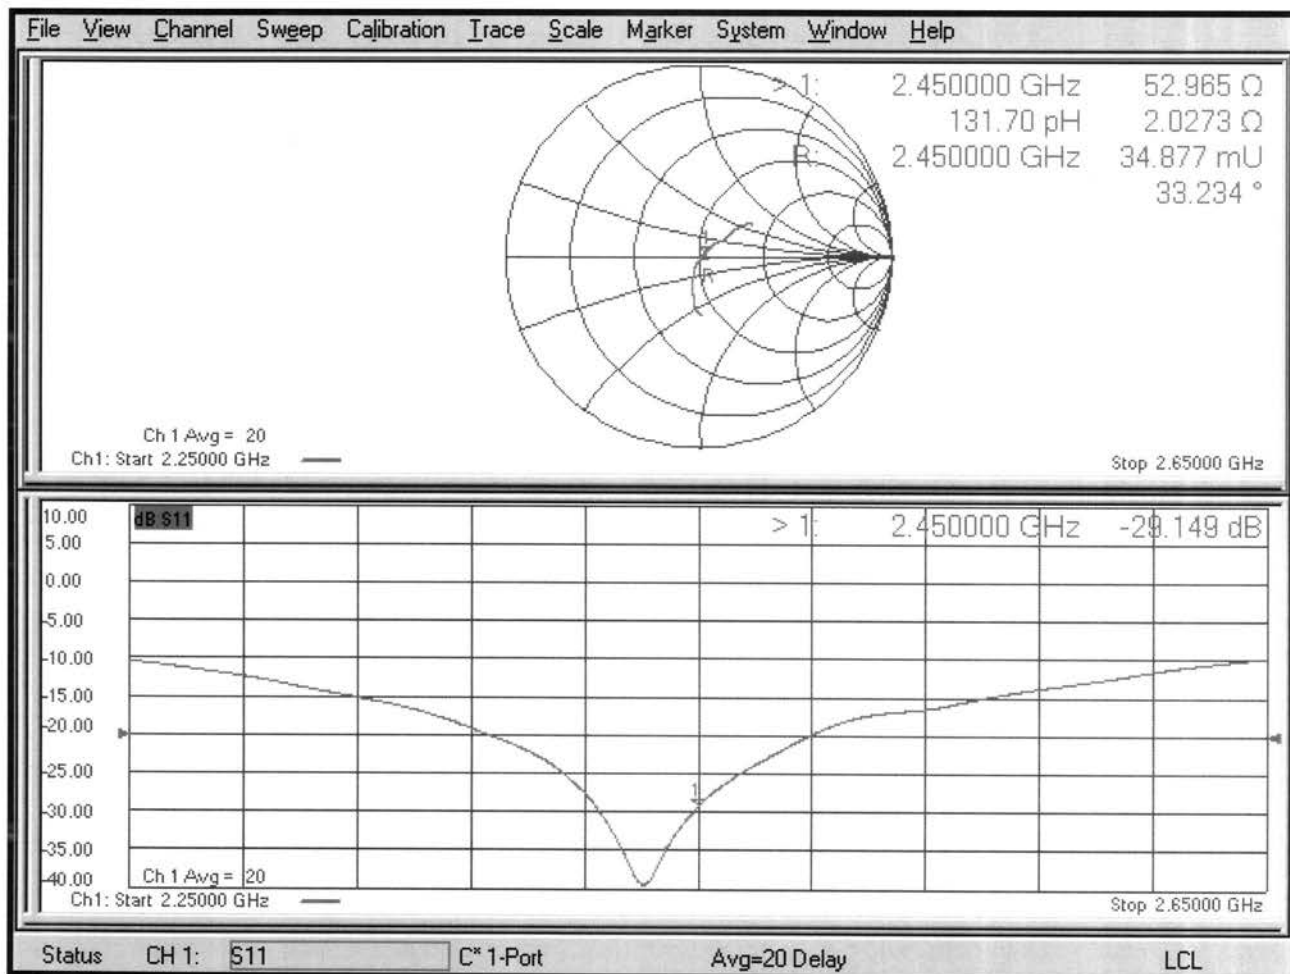 File View Channel Sweep Calibration Trace Scale Marker System Window Help
> 1: 2.450000 GHz 52.965 Ω
131.70 pH 2.0273 Ω
R: 2.450000 GHz 34.877 mU
33.234 °
1
R
Ch 1 Avg = 20
Ch1: Start 2.25000 GHz Stop 2.65000 GHz
10.00 dB S11 > 1: 2.450000 GHz -29.149 dB
5.00
0.00
-5.00
-10.00
-15.00
-20.00
-25.00
1
-30.00
-35.00
-40.00 Ch 1 Avg = 20
Ch1: Start 2.25000 GHz Stop 2.65000 GHz
Status CH 1: S11 C* 1-Port Avg=20 Delay LCL